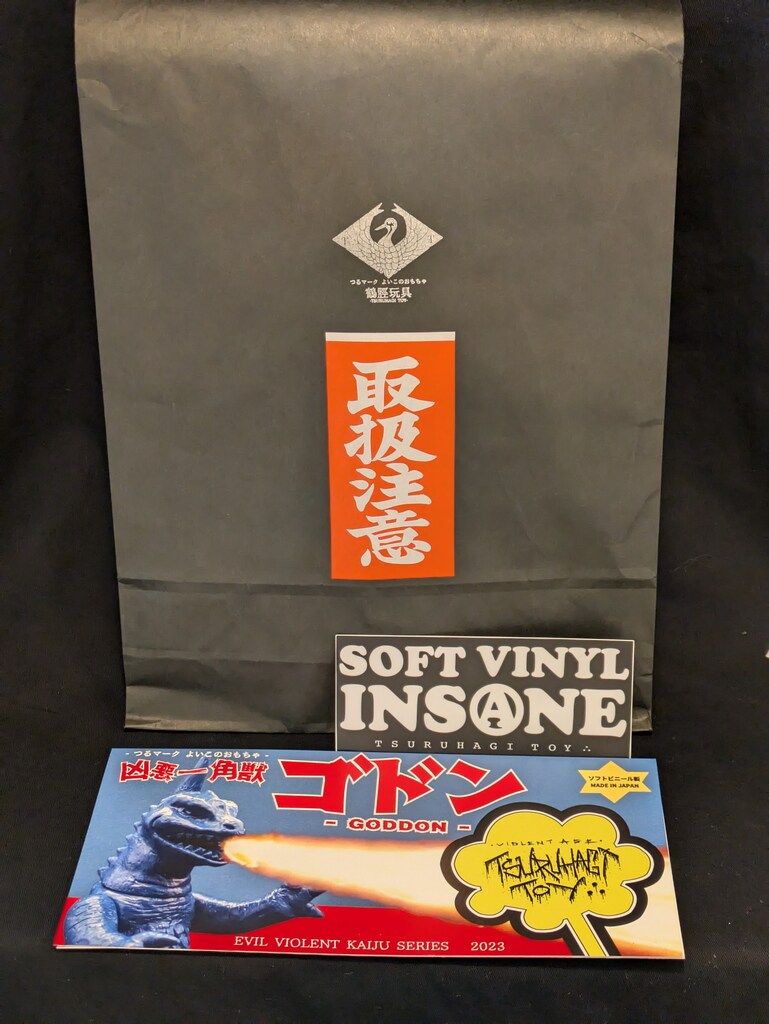 つるマーク よいこのおもちゃ
鶴脛玩具
-TSURUHAGI TOY-
取扱注意
SOFT VINYL
INSANE
TSURUHAGI TOY∴
- つるマーク よいこのおもちゃ -
凶悪一角獣
ゴドン
- GODDON -
ソフトビニール製
MADE IN JAPAN
·VIOLENT AGE·
TSURUHAGI
TOY
EVIL VIOLENT KAIJU SERIES 2023